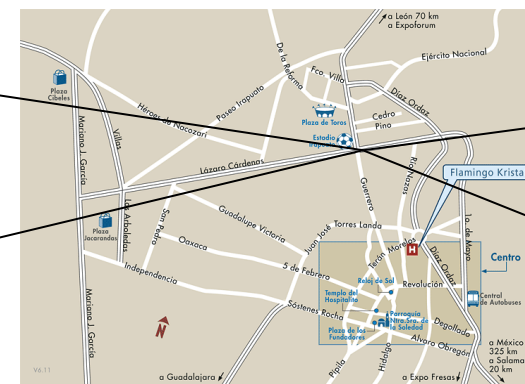 a León 70 km
a Expoforum
De la Reforma
Fco. Villa
Ejército Nacional
Plaza
Cibeles
Paseo Irapuato
Díaz Ordaz
Héroes de Nacozari
Plaza de Toros
Cedro
Pino
Mariano J. García
Villas
Estadio
Irapuato
Lázaro Cárdenas
Río Nazas
Flamingo Krista
Guerrero
Los Arboledas
San Pedro
Guadalupe Victoria
Juan José Torres Landa
1o. de Mayo
Plaza
Jacarandas
Oaxaca
Terán Morelos
H
Díaz Ordaz
Centro
Independencia
5 de Febrero
Reloj de Sol
Revolución
Templo del
Hospitalito
Central
de Autobuses
Mariano J. García
Sóstenes Rocha
Parroquia
Ntra. Sra. de
la Soledad
Degollado
N
Plaza de los
Fundadores
Alvaro Obregón
Pípila
Hidalgo
a México
325 km
a Salama
20 km
V6.11
a Guadalajara
a Expo Fresas